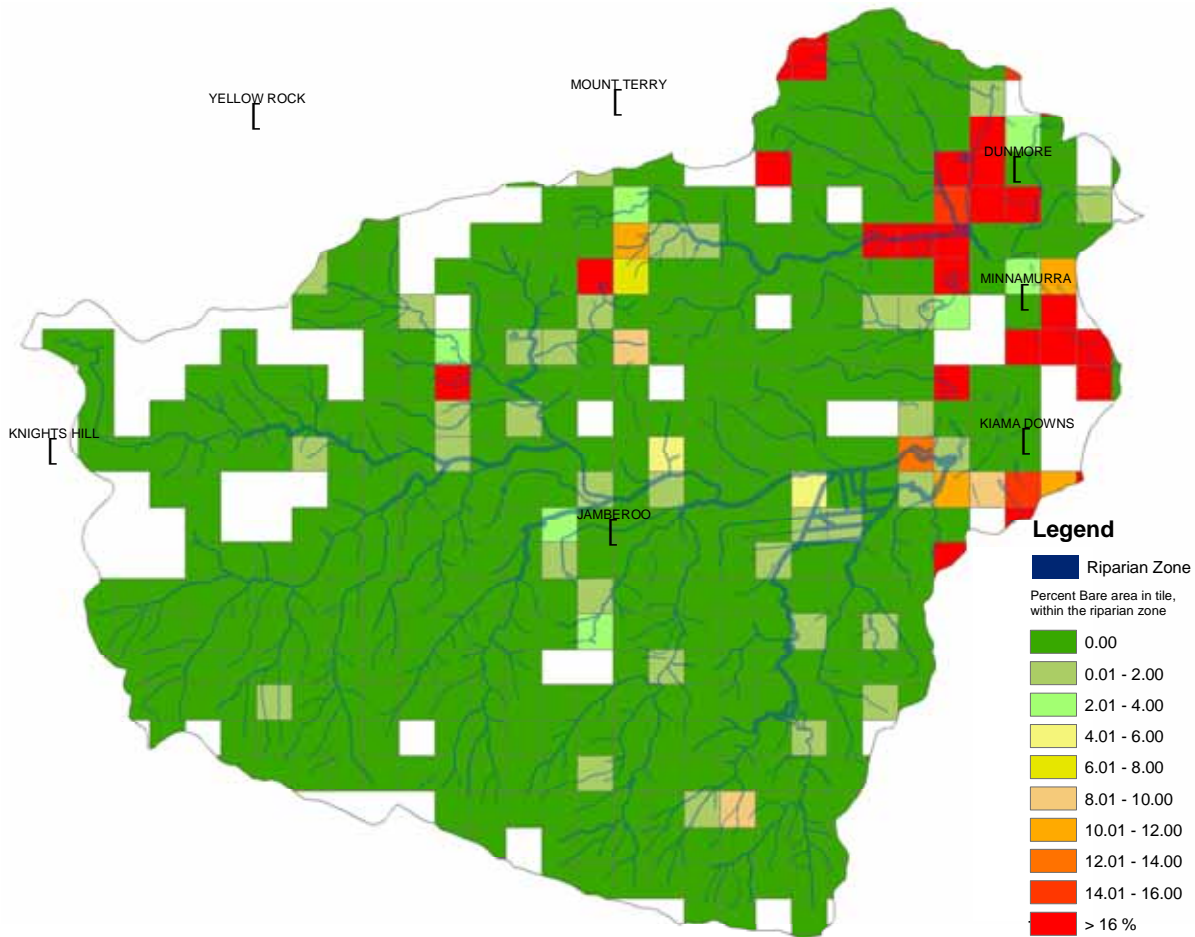 YELLOW ROCK
MOUNT TERRY
DUNMORE
MINNAMURRA
KNIGHTS HILL
KIAMA DOWNS
JAMBEROO
Legend
Riparian Zone
Percent Bare area in tile,
within the riparian zone
0.00
0.01 - 2.00
2.01 - 4.00
4.01 - 6.00
6.01 - 8.00
8.01 - 10.00
10.01 - 12.00
12.01 - 14.00
14.01 - 16.00
> 16 %